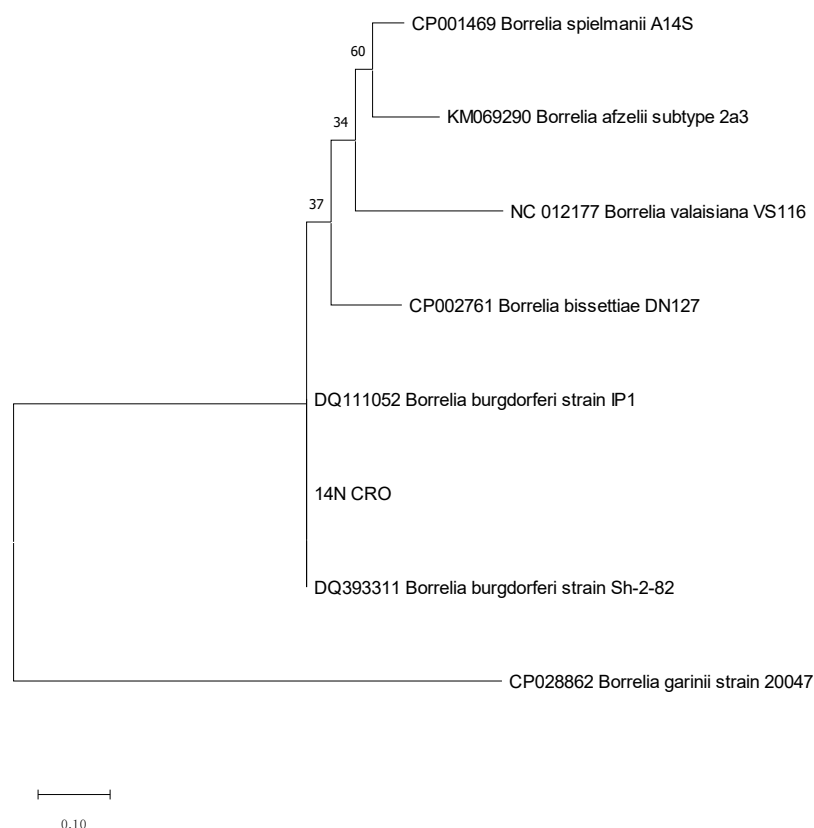 CP001469 Borrelia spielmanii A14S
60
KM069290 Borrelia afzelii subtype 2a3
34
37
NC 012177 Borrelia valaisiana VS116
CP002761 Borrelia bissettiae DN127
DQ111052 Borrelia burgdorferi strain IP1
14N CRO
DQ393311 Borrelia burgdorferi strain Sh-2-82
CP028862 Borrelia garinii strain 20047
0.10